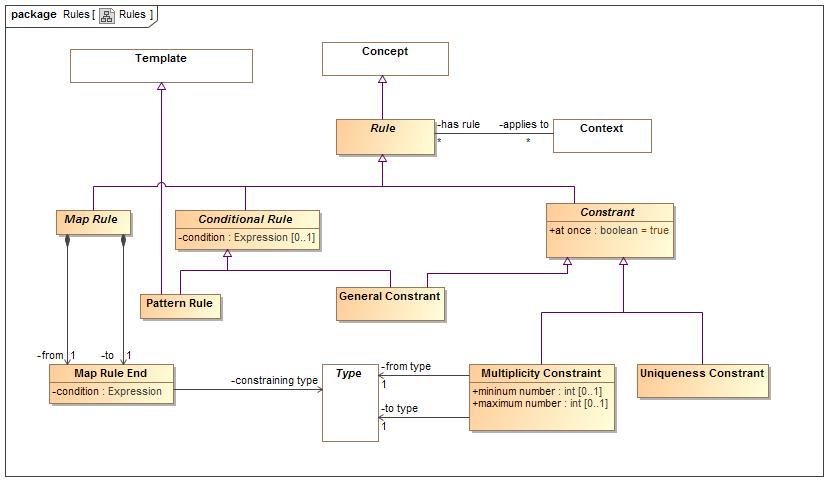 package Rules [ Rules ]
Template
Concept
Rule
-has rule
*
-applies to
*
Context
Map Rule
Conditional Rule
-condition : Expression [0..1]
Constrant
+at once : boolean = true
Pattern Rule
General Constrant
-from 1
-to 1
Map Rule End
-condition : Expression
-constraining type
Type
-from type
1
-to type
1
Multiplicity Constraint
+mininum number : int [0..1]
+maximum number : int [0..1]
Uniqueness Constrant